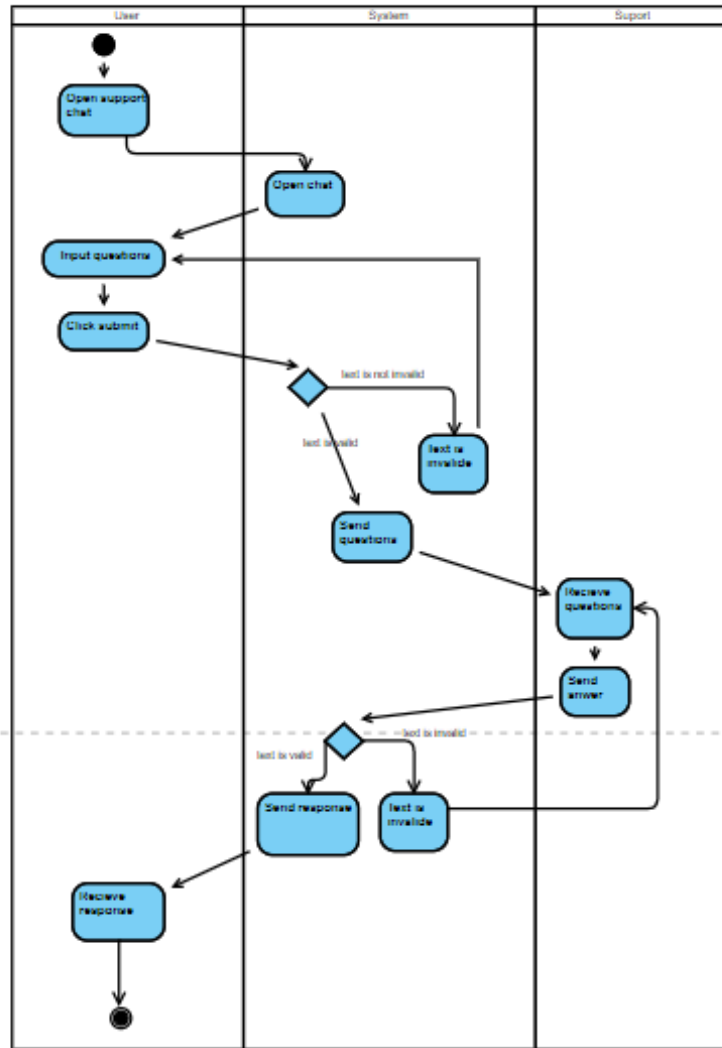 User
System
Suport
Open support
chat
Open chat
Input questions
Click submit
text is not invalid
text is valid
Text is
invalide
Send
questions
Recieve
questions
Send
anwer
text is invalid
text is valid
Send response
Text is
invalide
Recieve
response